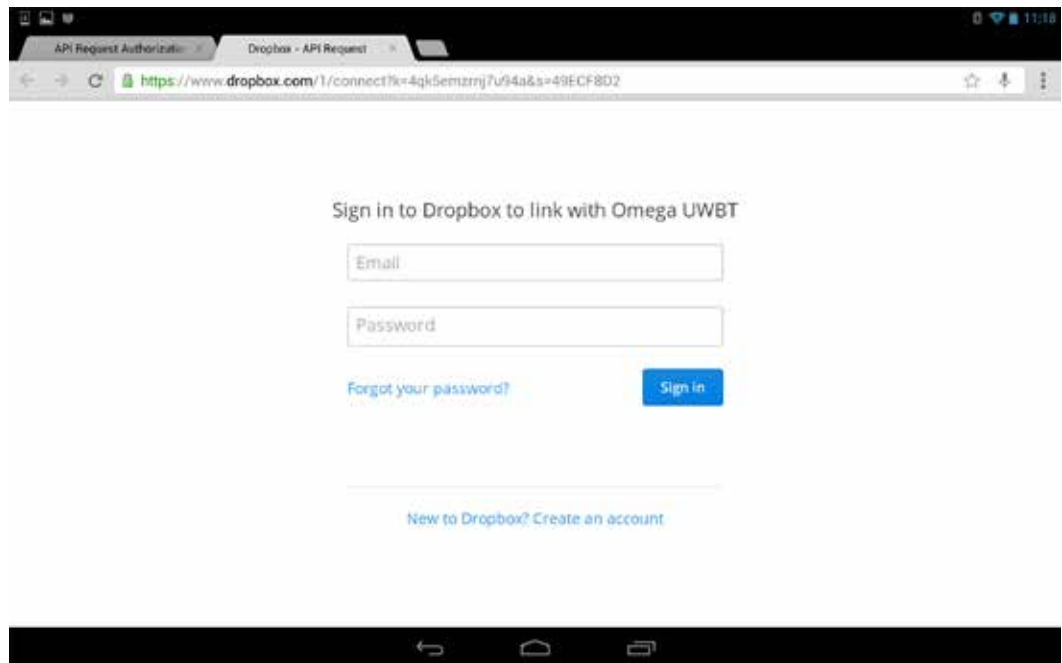 11:18
API Request Authorizatio
Dropbox - API Request
https://www.dropbox.com/1/connect?k=4qk5emzrnj7u94a&s=49ECF8D2
Sign in to Dropbox to link with Omega UWBT
Email
Password
Forgot your password?
Sign in
New to Dropbox? Create an account